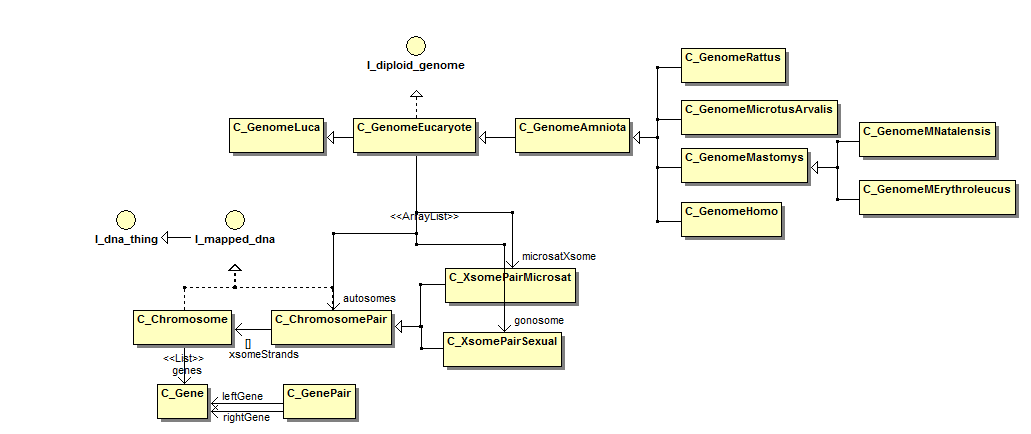 I_diploid_genome
C_GenomeRattus
C_GenomeMicrotusArvalis
C_GenomeLuca
C_GenomeEucaryote
C_GenomeAmniota
C_GenomeMNatalensis
C_GenomeMastomys
C_GenomeMErythroleucus
C_GenomeHomo
<<ArrayList>>
I_dna_thing
I_mapped_dna
microsatXsome
C_XsomePairMicrosat
autosomes
C_Chromosome
C_ChromosomePair
gonosome
C_XsomePairSexual
[]
<<List>>
xsomeStrands
genes
C_Gene
leftGene
C_GenePair
rightGene